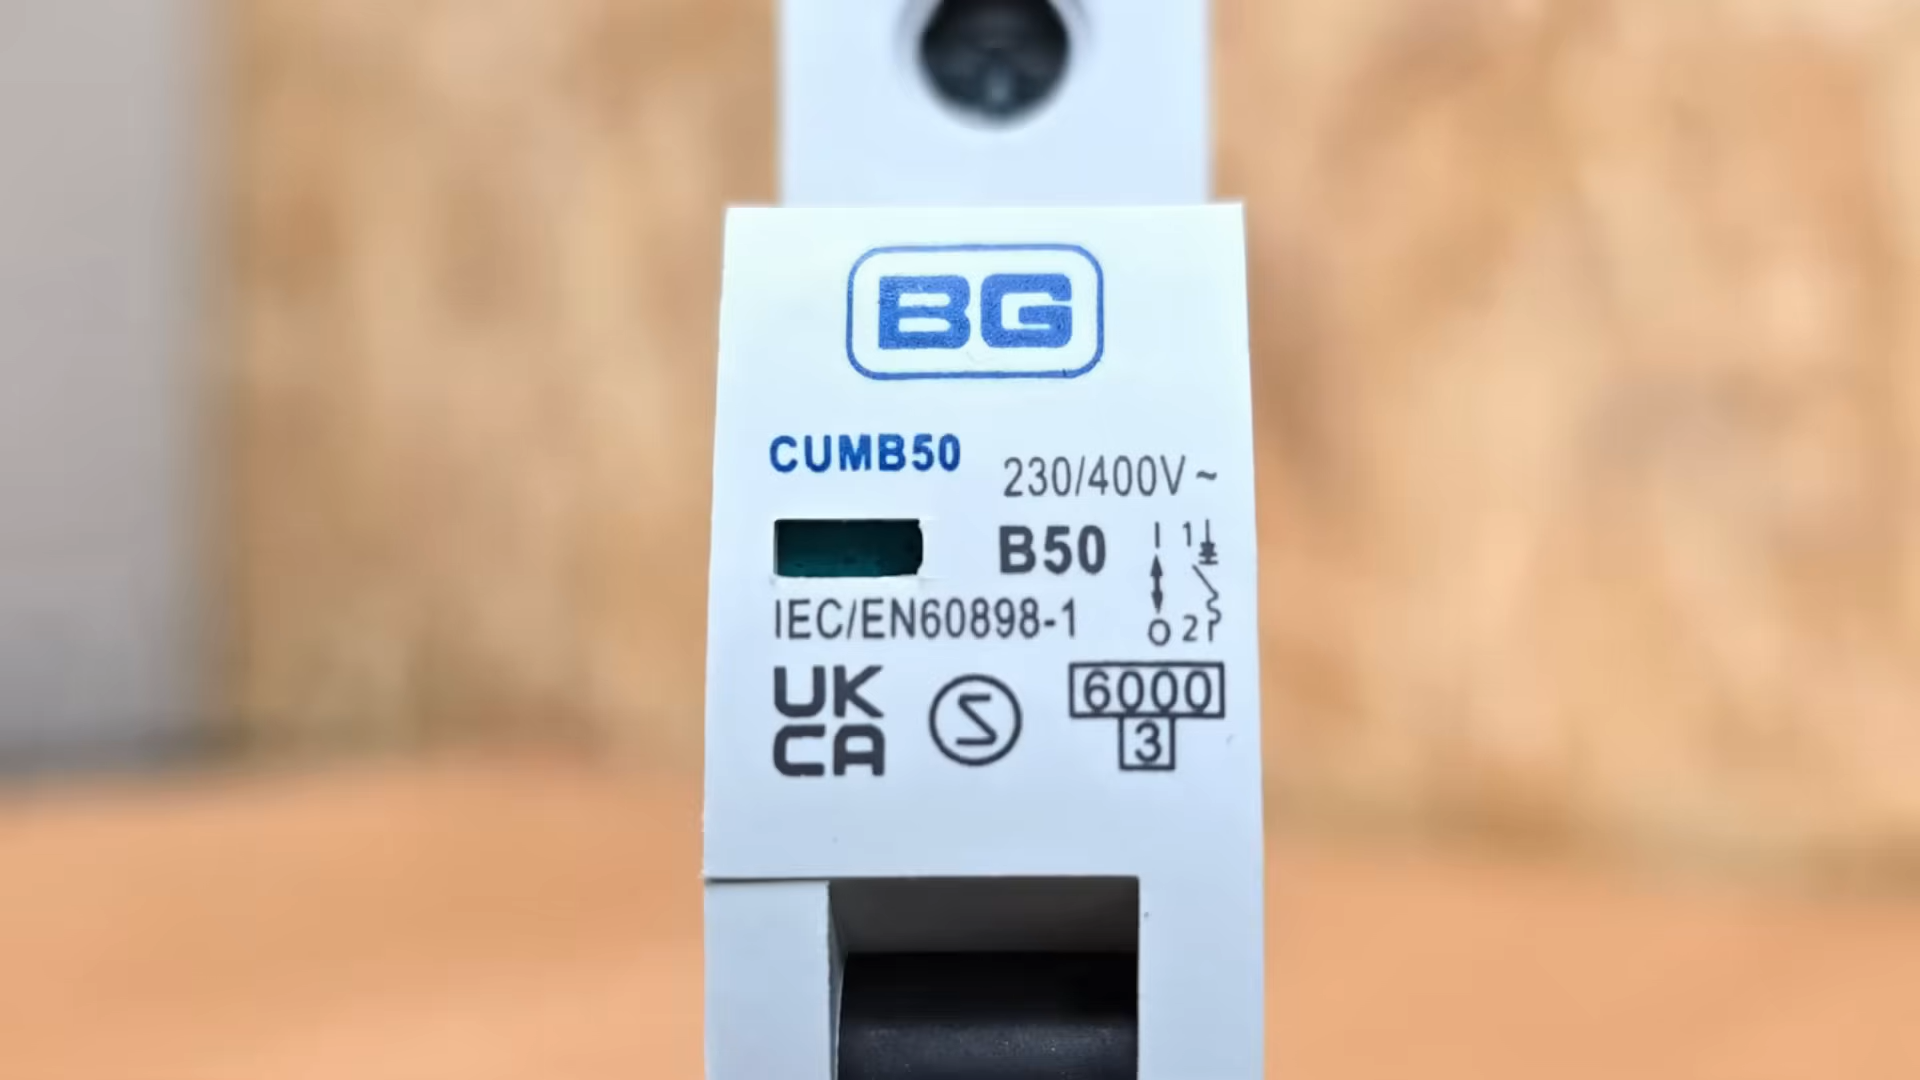 BG
CUMB50
230/400V~
B50
I 1
O 2
IEC/EN60898-1
UK
CA
S
6000
3